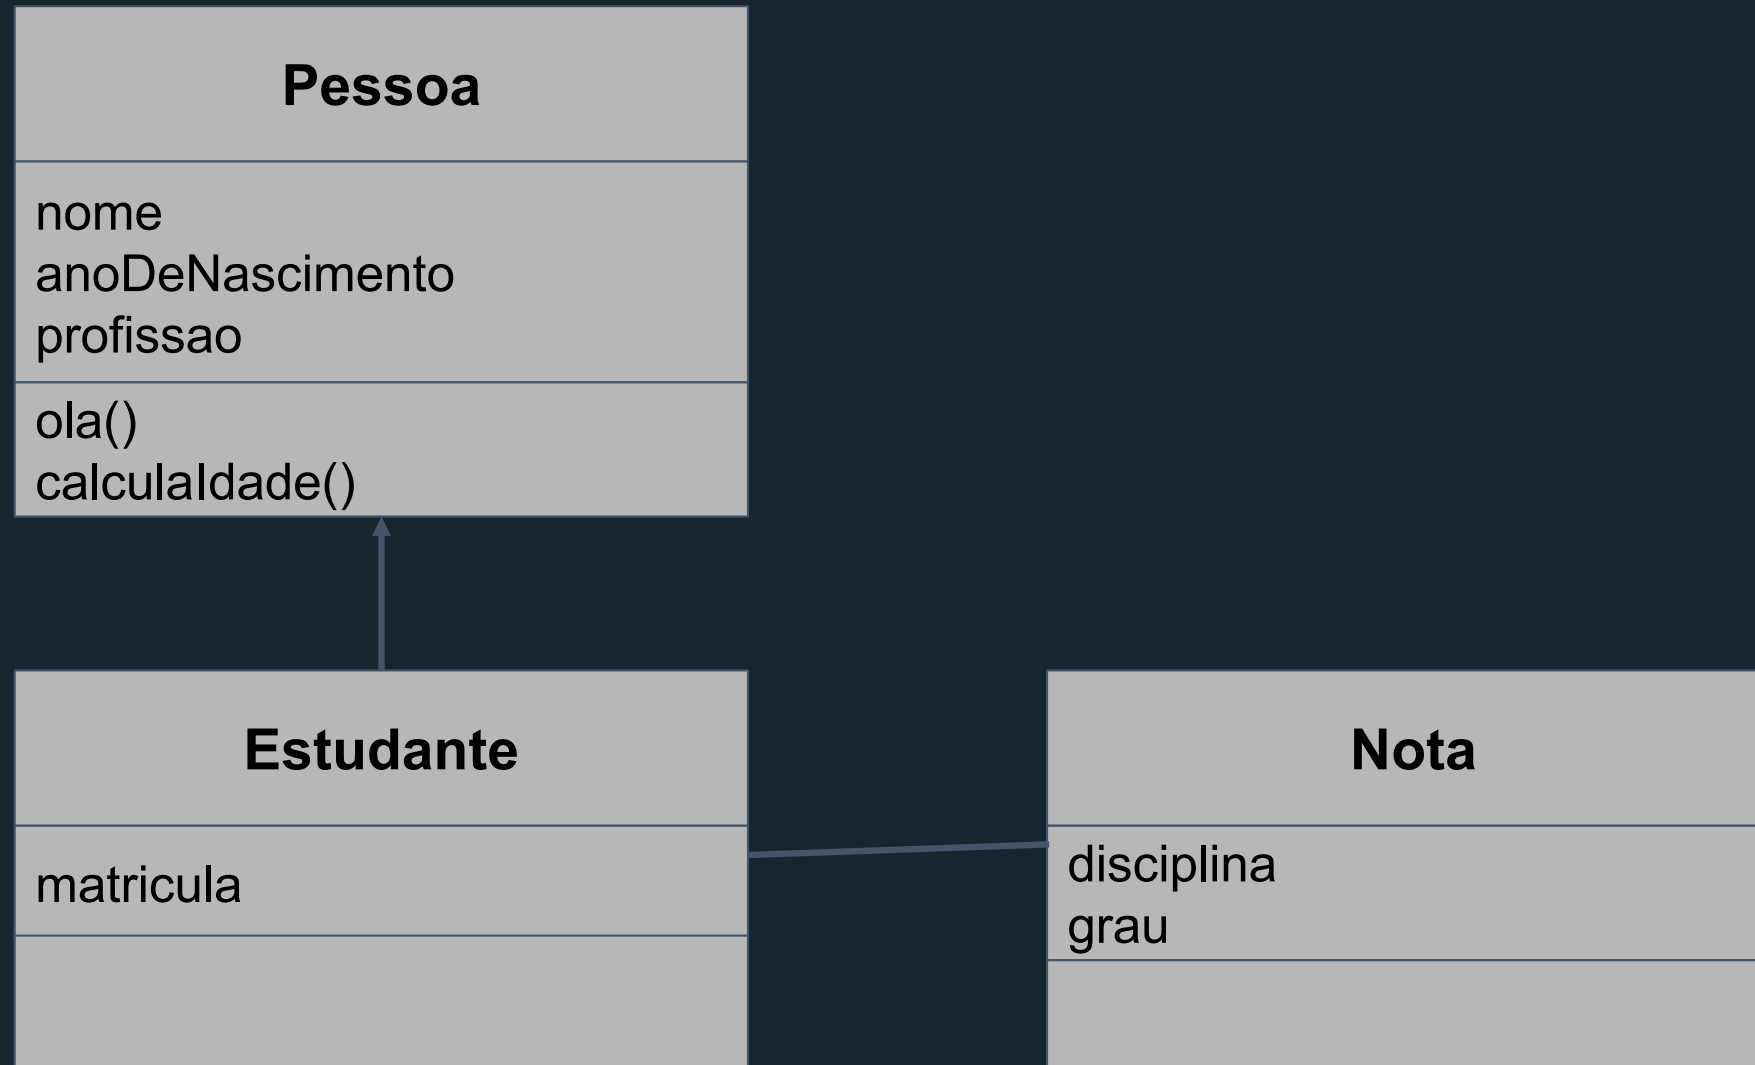 Pessoa
nome
anoDeNascimento
profissao
ola()
calculaIdade()
Estudante
matricula
Nota
disciplina
grau